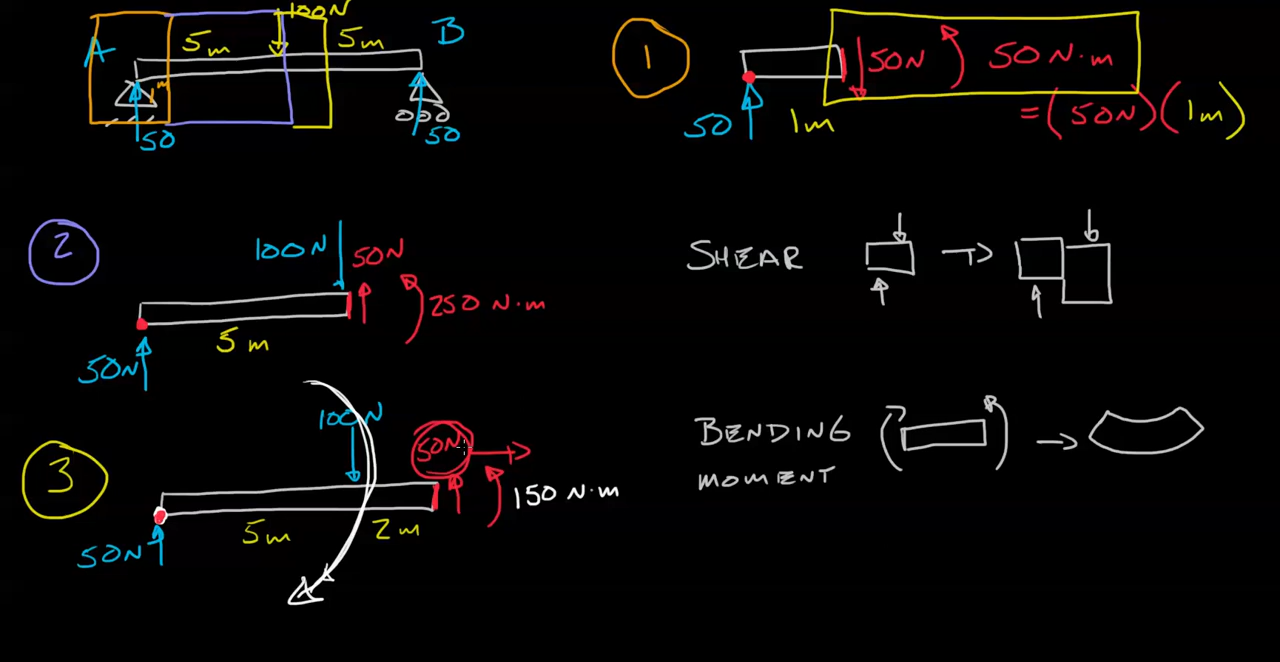 100N
A 5m 5m B
1m
50 50
1
50N 50 N·m
50 1m = (50N)(1m)
2
100N 50N
250 N·m
5 m
50N
SHEAR
3
100N
50N
150 N·m
5m 2m
50N
BENDING
MOMENT